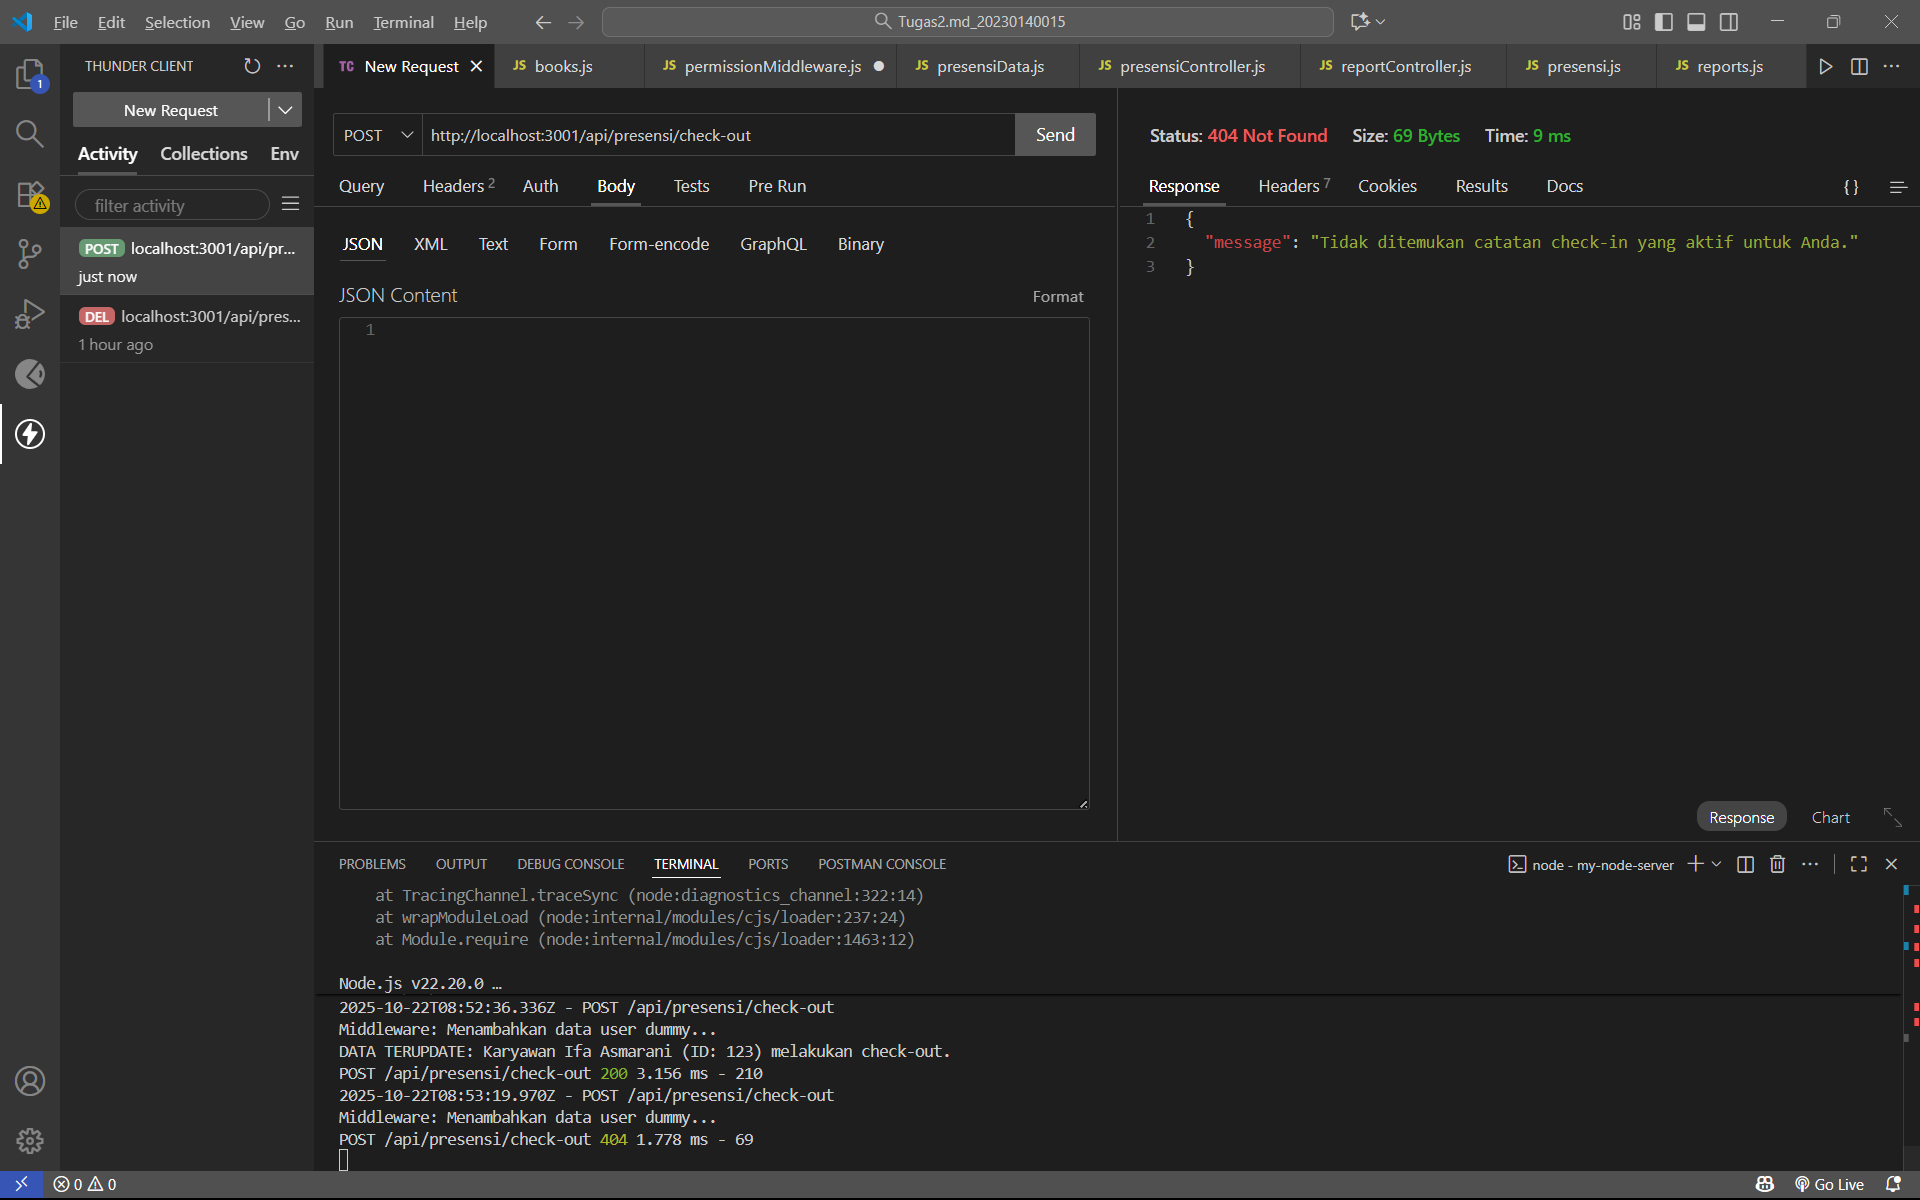 File Edit Selection View Go Run Terminal Help
Tugas2.md_20230140015
1
THUNDER CLIENT
New Request
Activity Collections Env
filter activity
POST localhost:3001/api/pr...
just now
DEL localhost:3001/api/pres...
1 hour ago
TC New Request
JS books.js
JS permissionMiddleware.js
JS presensiData.js
JS presensiController.js
JS reportController.js
JS presensi.js
JS reports.js
POST http://localhost:3001/api/presensi/check-out Send
Query Headers 2 Auth Body Tests Pre Run
JSON XML Text Form Form-encode GraphQL Binary
JSON Content Format
1
Status: 404 Not Found Size: 69 Bytes Time: 9 ms
Response Headers 7 Cookies Results Docs {}
1 {
2 "message": "Tidak ditemukan catatan check-in yang aktif untuk Anda."
3 }
Response Chart
PROBLEMS OUTPUT DEBUG CONSOLE TERMINAL PORTS POSTMAN CONSOLE
node - my-node-server
at TracingChannel.traceSync (node:diagnostics_channel:322:14)
at wrapModuleLoad (node:internal/modules/cjs/loader:237:24)
at Module.require (node:internal/modules/cjs/loader:1463:12)
Node.js v22.20.0 …
2025-10-22T08:52:36.336Z - POST /api/presensi/check-out
Middleware: Menambahkan data user dummy...
DATA TERUPDATE: Karyawan Ifa Asmarani (ID: 123) melakukan check-out.
POST /api/presensi/check-out 200 3.156 ms - 210
2025-10-22T08:53:19.970Z - POST /api/presensi/check-out
Middleware: Menambahkan data user dummy...
POST /api/presensi/check-out 404 1.778 ms - 69
0 0
Go Live